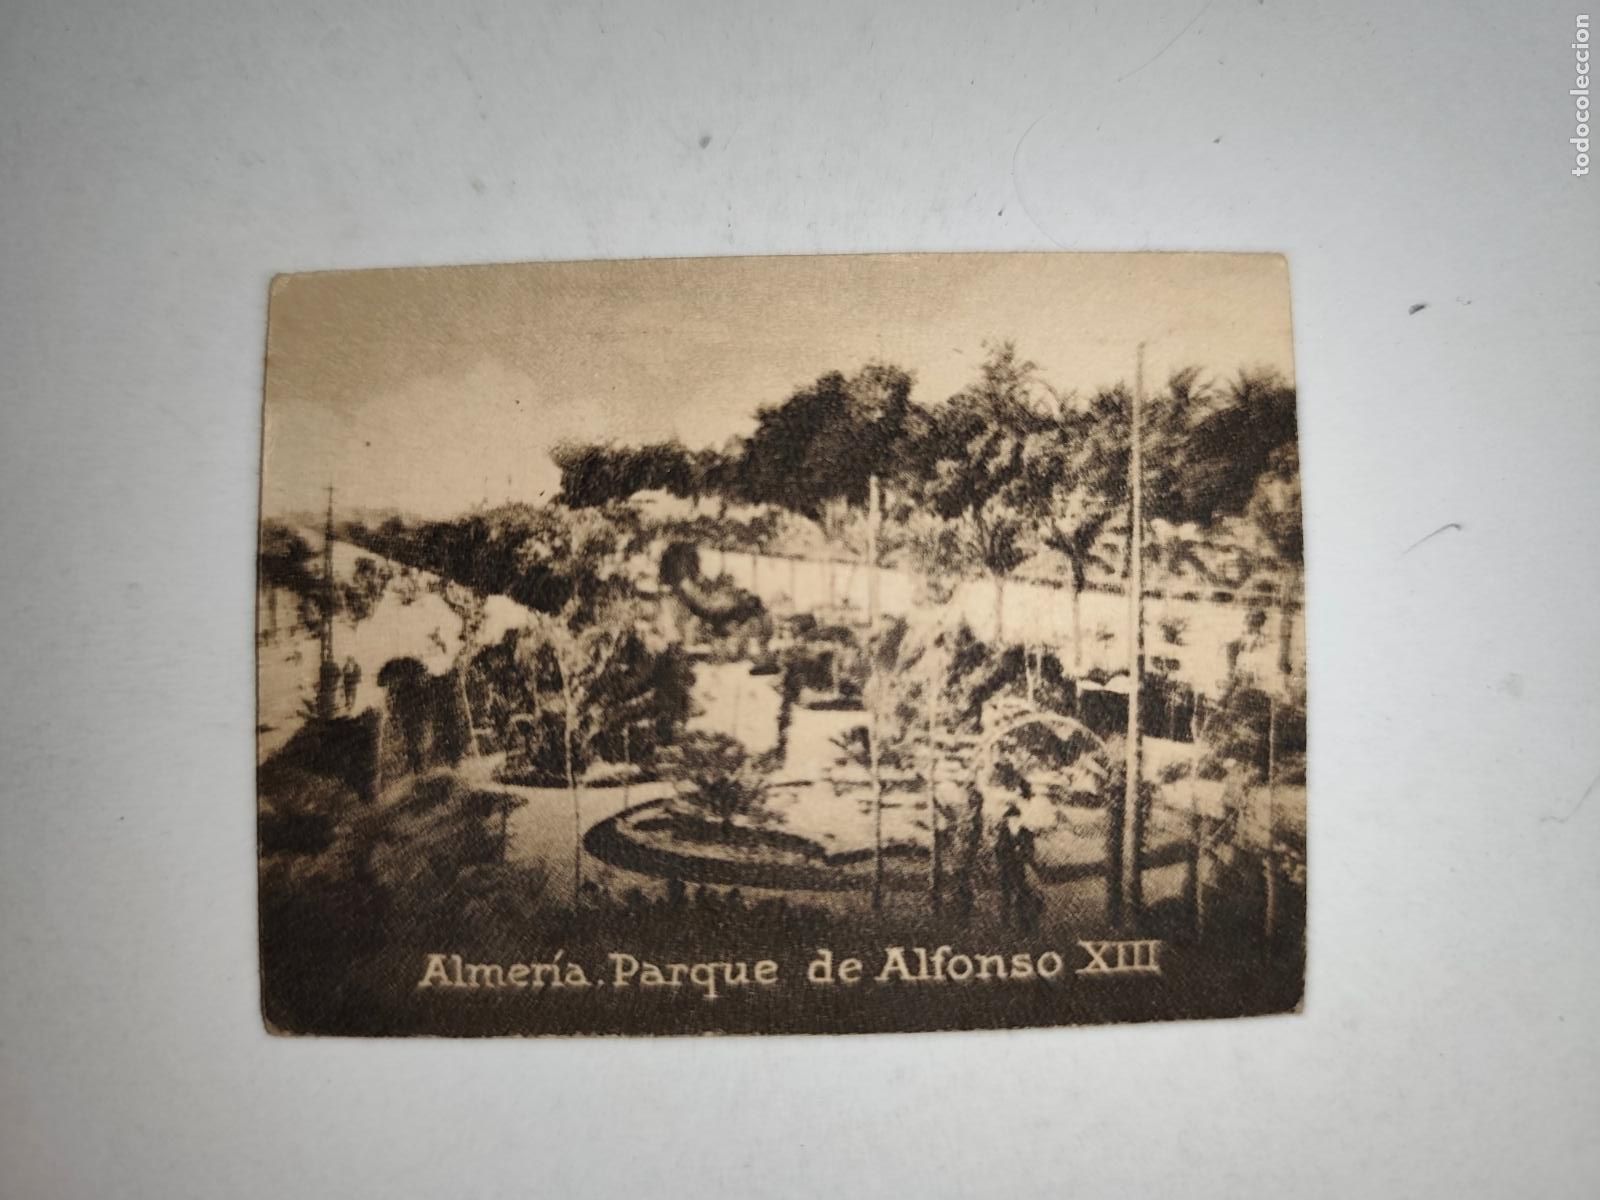 todocoleccion
Almería. Parque de Alfonso XIII